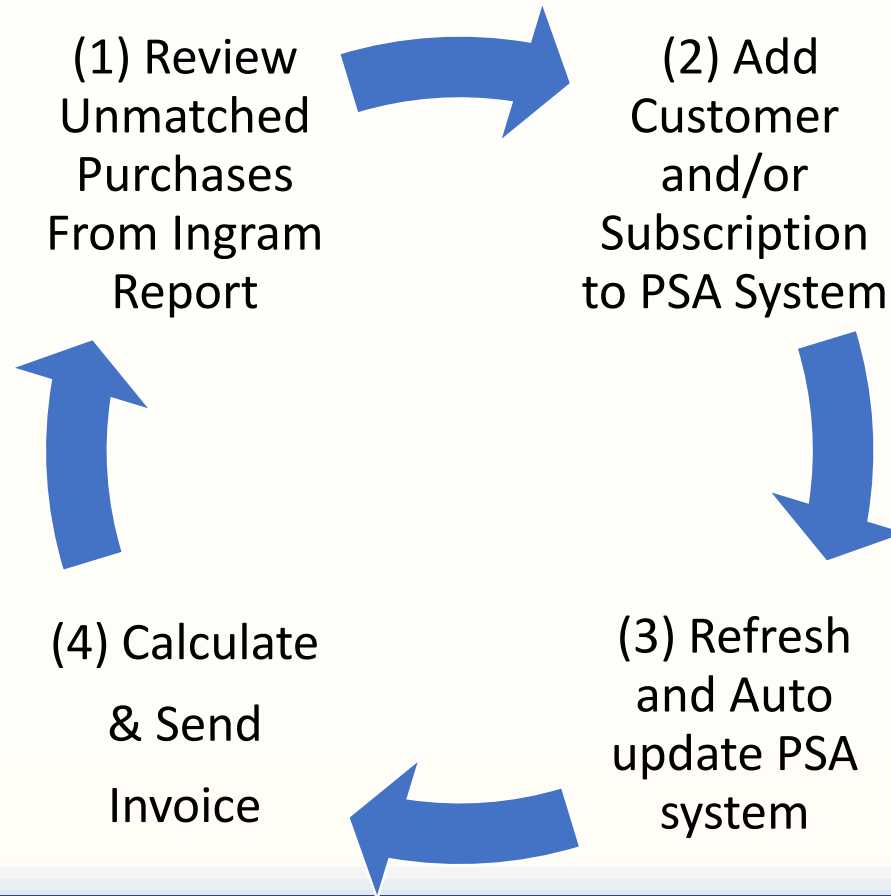 (1) Review
Unmatched
Purchases
From Ingram
Report
(2) Add
Customer
and/or
Subscription
to PSA System
(3) Refresh
and Auto
update PSA
system
(4) Calculate
& Send
Invoice